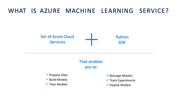 WHAT IS AZURE MACHINE LEARNING SERVICE?
Set of Azure Cloud
Services
Python
SDK
That enables
you to:
✓ Prepare Data
✓ Build Models
✓ Train Models
✓ Manage Models
✓ Track Experiments
✓ Deploy Models